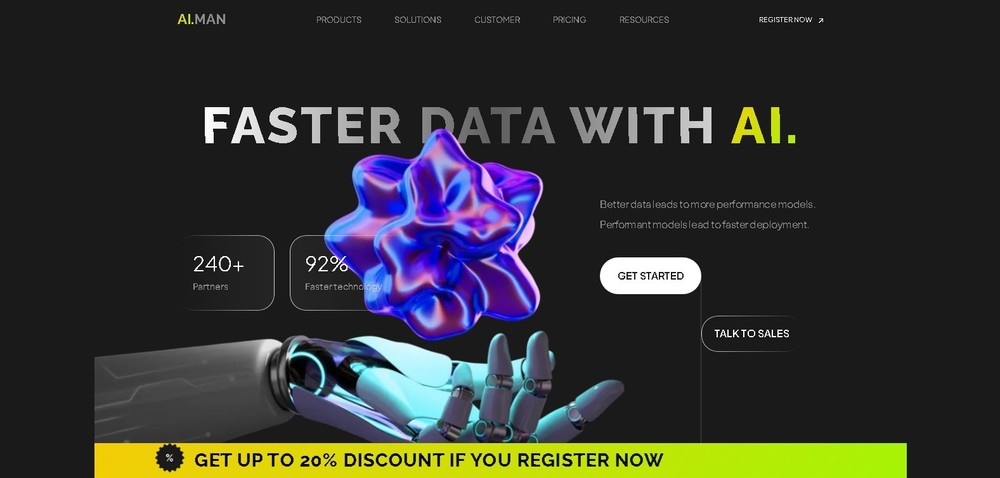 AI.MAN
PRODUCTS
SOLUTIONS
CUSTOMER
PRICING
RESOURCES
REGISTER NOW
FASTER DATA WITH AI.
Better data leads to more performance models.
Performant models lead to faster deployment.
240+
Partners
92%
Faster technology
GET STARTED
TALK TO SALES
%
GET UP TO 20% DISCOUNT IF YOU REGISTER NOW